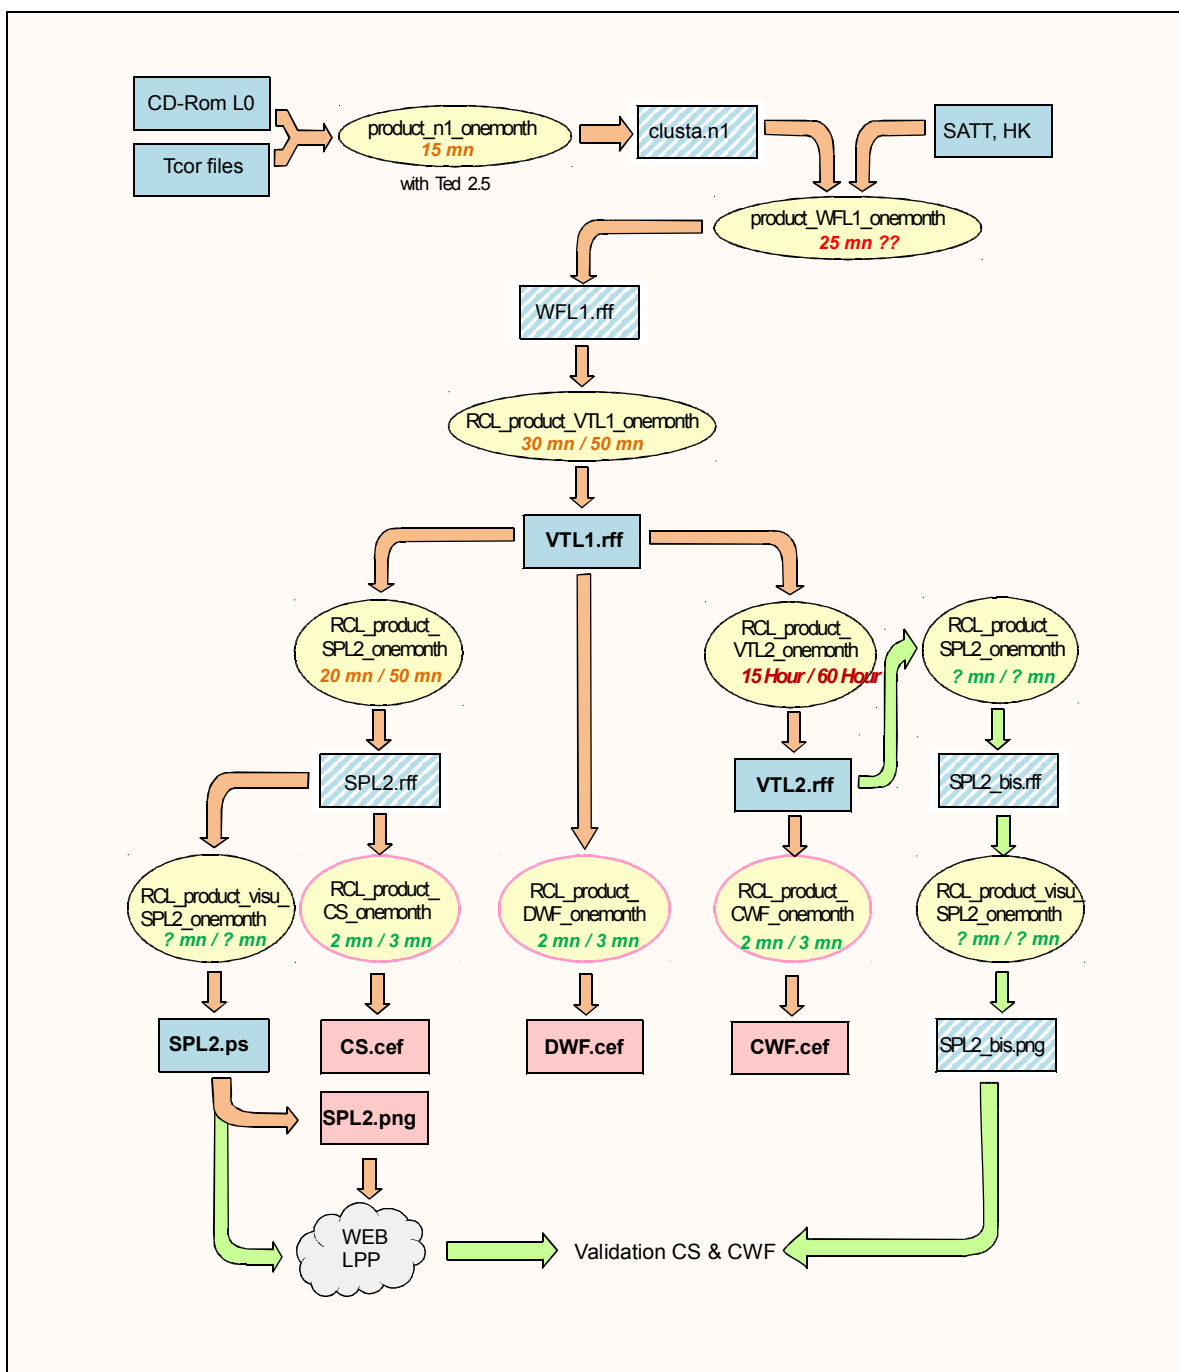 CD-Rom L0
Tcor files
product_n1_onemonth
15 mn
with Ted 2.5
clusta.n1
SATT, HK
product_WFL1_onemonth
25 mn ??
WFL1.rff
RCL_product_VTL1_onemonth
30 mn / 50 mn
VTL1.rff
RCL_product_
SPL2_onemonth
20 mn / 50 mn
RCL_product_
VTL2_onemonth
15 Hour / 60 Hour
RCL_product_
SPL2_onemonth
? mn / ? mn
SPL2.rff
VTL2.rff
SPL2_bis.rff
RCL_product_visu_
SPL2_onemonth
? mn / ? mn
RCL_product_
CS_onemonth
2 mn / 3 mn
RCL_product_
DWF_onemonth
2 mn / 3 mn
RCL_product_
CWF_onemonth
2 mn / 3 mn
RCL_product_visu_
SPL2_onemonth
? mn / ? mn
SPL2.ps
CS.cef
DWF.cef
CWF.cef
SPL2_bis.png
SPL2.png
WEB
LPP
Validation CS & CWF